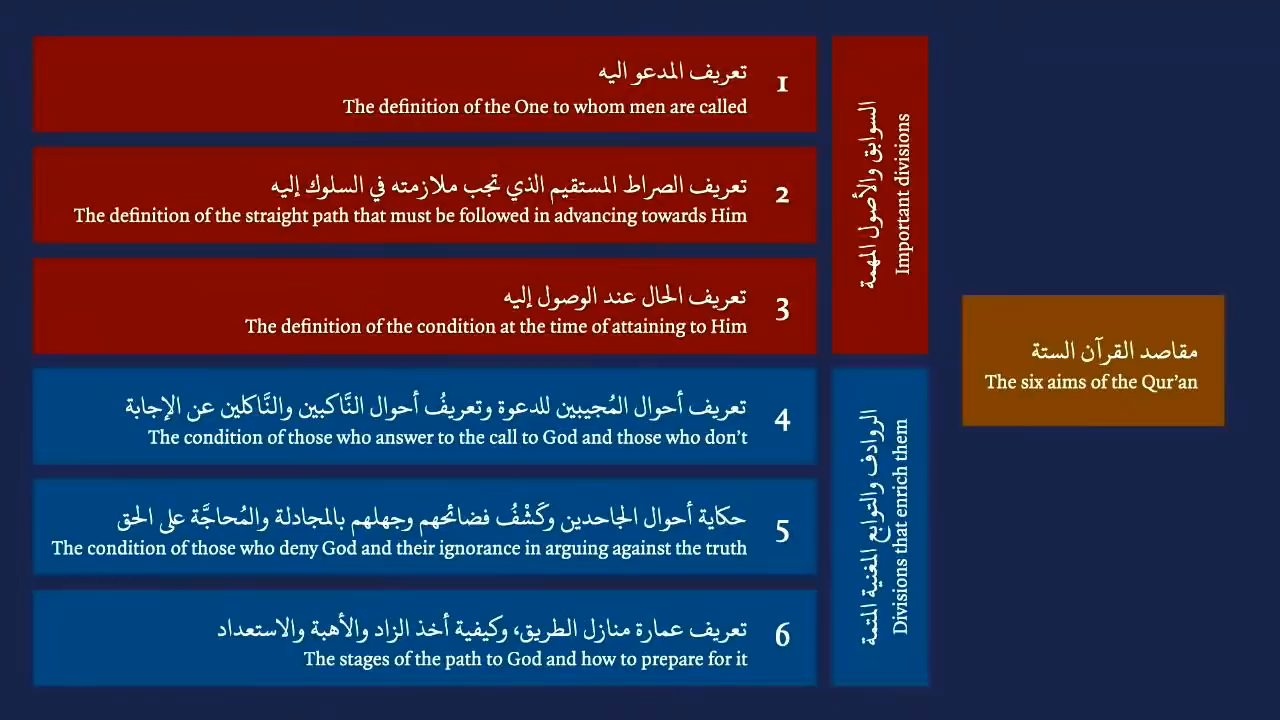 مقاصد القرآن الستة
The six aims of the Qur’an
السوابق والأصول المهمة
Important divisions
1
تعريف المدعو اليه
The definition of the One to whom men are called
2
تعريف الصراط المستقيم الذي تجب ملازمته في السلوك إليه
The definition of the straight path that must be followed in advancing towards Him
3
تعريف الحال عند الوصول إليه
The definition of the condition at the time of attaining to Him
الروادف والتوابع المغنية المتمة
Divisions that enrich them
4
تعريف أحوال المُجيبين للدعوة وتعريفُ أحوال النَّاكبين والنَّاكلين عن الإجابة
The condition of those who answer to the call to God and those who don’t
5
حكاية أحوال الجاحدين وكَشْفُ فضائحهم وجهلهم بالمجادلة والمُحاجَّة على الحق
The condition of those who deny God and their ignorance in arguing against the truth
6
تعريف عمارة منازل الطريق، وكيفية أخذ الزاد والأهبة والاستعداد
The stages of the path to God and how to prepare for it